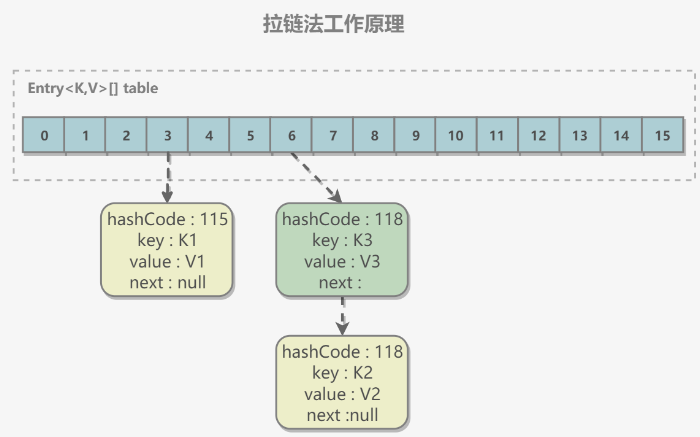 拉链法工作原理
Entry<K,V>[] table
0 1 2 3 4 5 6 7 8 9 10 11 12 13 14 15
hashCode : 115
key : K1
value : V1
next : null
hashCode : 118
key : K3
value : V3
next :
hashCode : 118
key : K2
value : V2
next :null